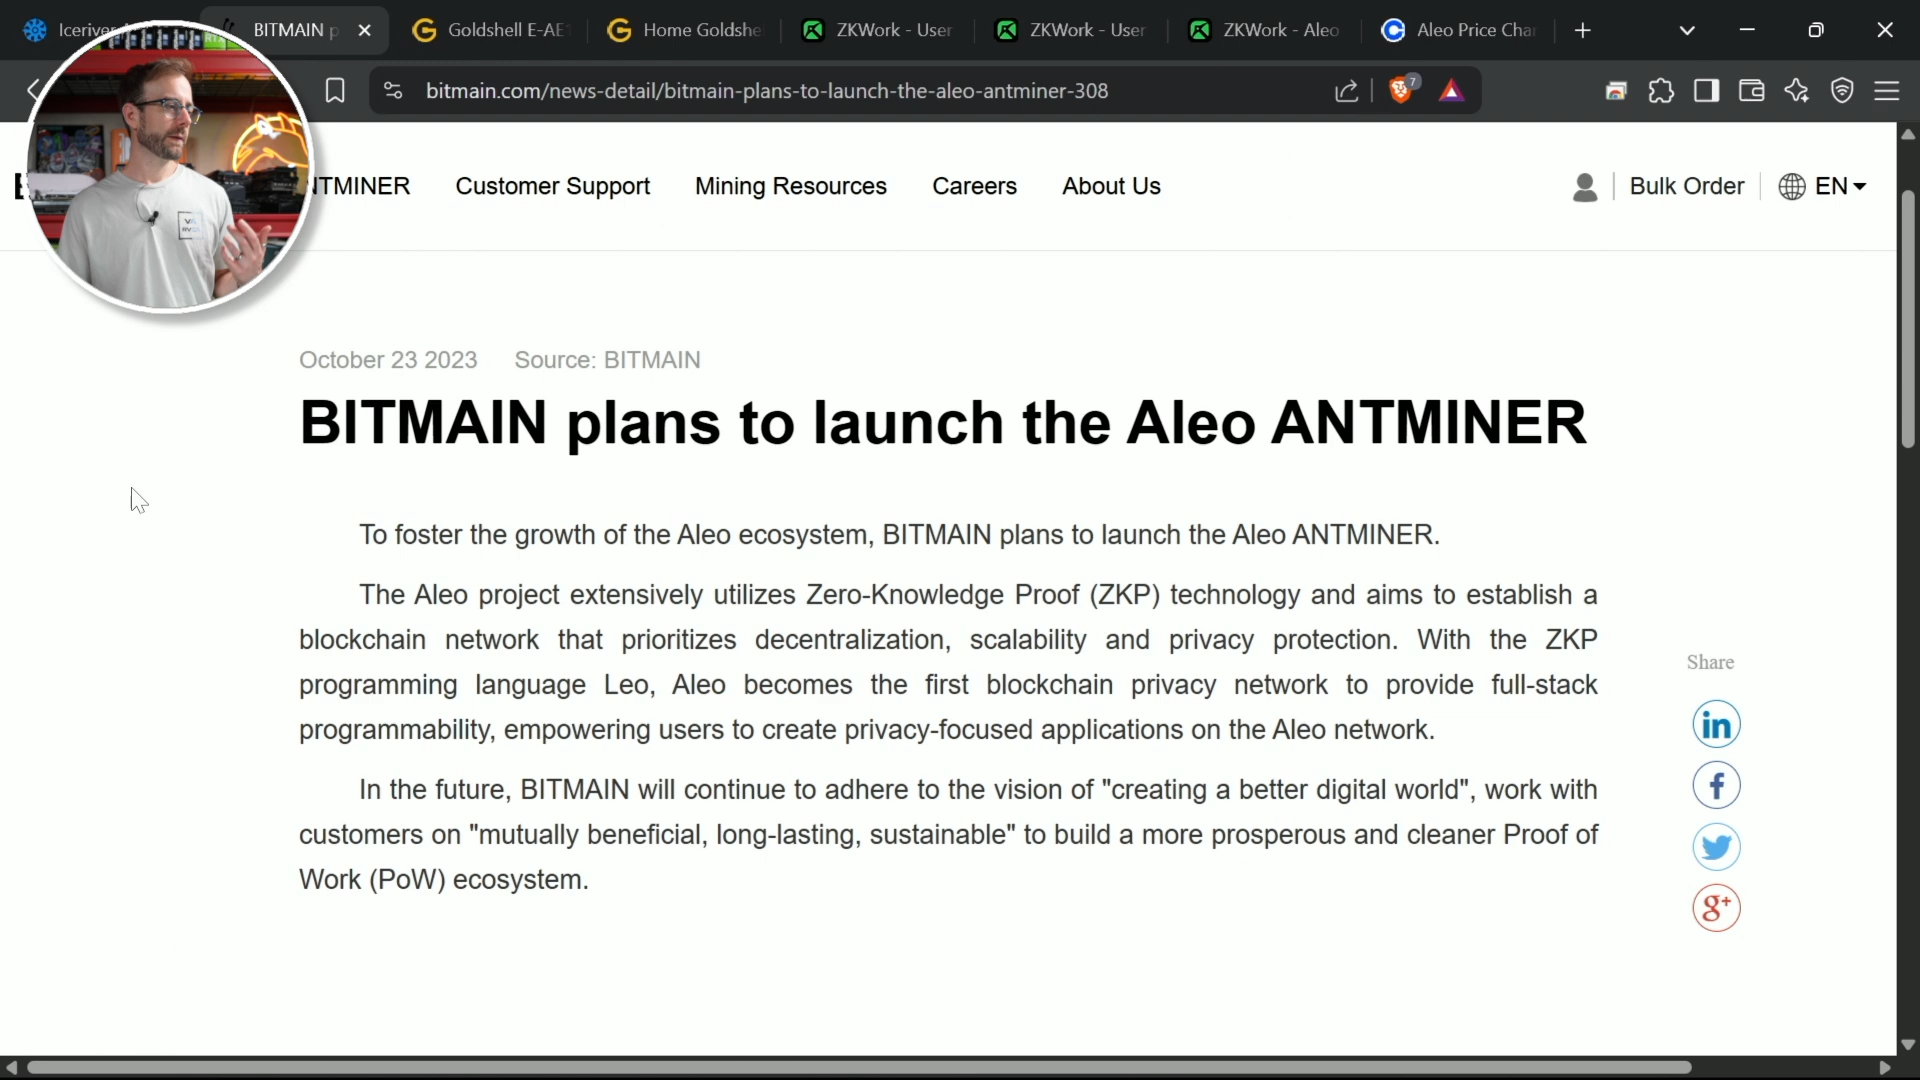 BITMAIN p
Goldshell E-AE
Home Goldshe
ZKWork - User
ZKWork - User
ZKWork - Aleo
Aleo Price Char
bitmain.com/news-detail/bitmain-plans-to-launch-the-aleo-antminer-308
7
NTMINER
Customer Support
Mining Resources
Careers
About Us
Bulk Order
EN
October 23 2023 Source: BITMAIN
BITMAIN plans to launch the Aleo ANTMINER
To foster the growth of the Aleo ecosystem, BITMAIN plans to launch the Aleo ANTMINER.
The Aleo project extensively utilizes Zero-Knowledge Proof (ZKP) technology and aims to establish a
blockchain network that prioritizes decentralization, scalability and privacy protection. With the ZKP
programming language Leo, Aleo becomes the first blockchain privacy network to provide full-stack
programmability, empowering users to create privacy-focused applications on the Aleo network.
In the future, BITMAIN will continue to adhere to the vision of "creating a better digital world", work with
customers on "mutually beneficial, long-lasting, sustainable" to build a more prosperous and cleaner Proof of
Work (PoW) ecosystem.
Share
in
f
g+